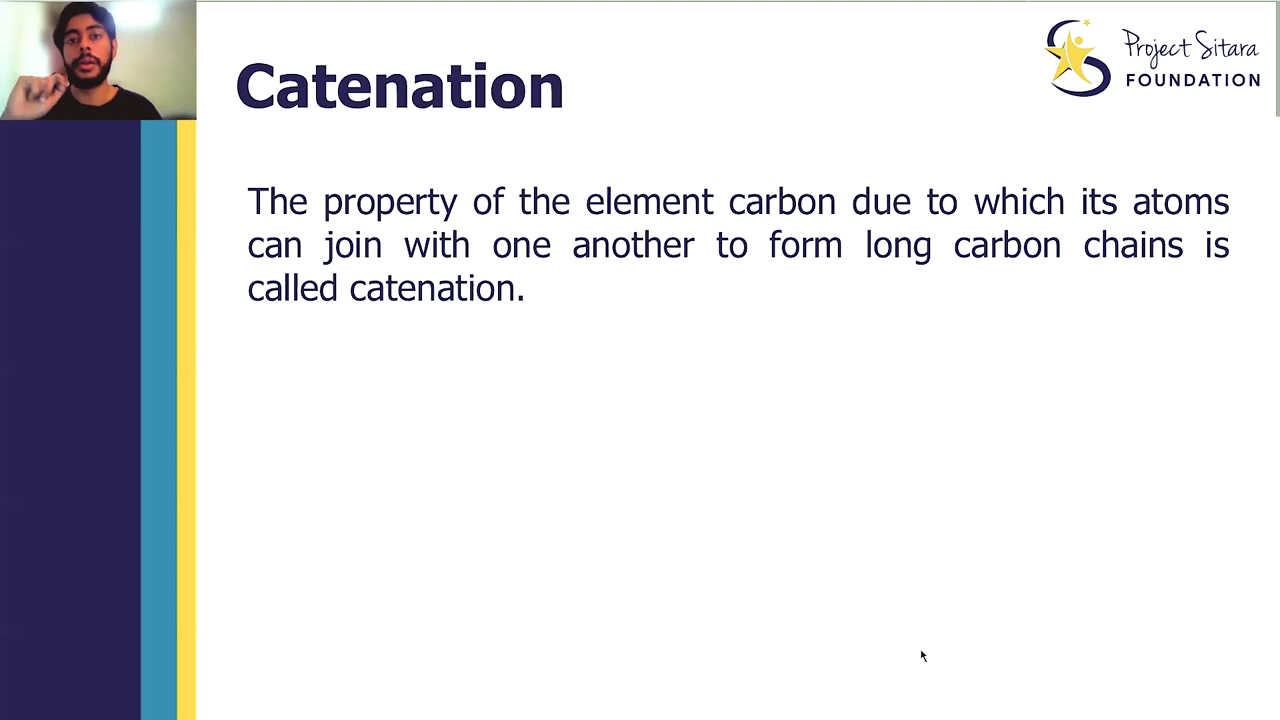 Catenation
Project Sitara
FOUNDATION
The property of the element carbon due to which its atoms
can join with one another to form long carbon chains is
called catenation.